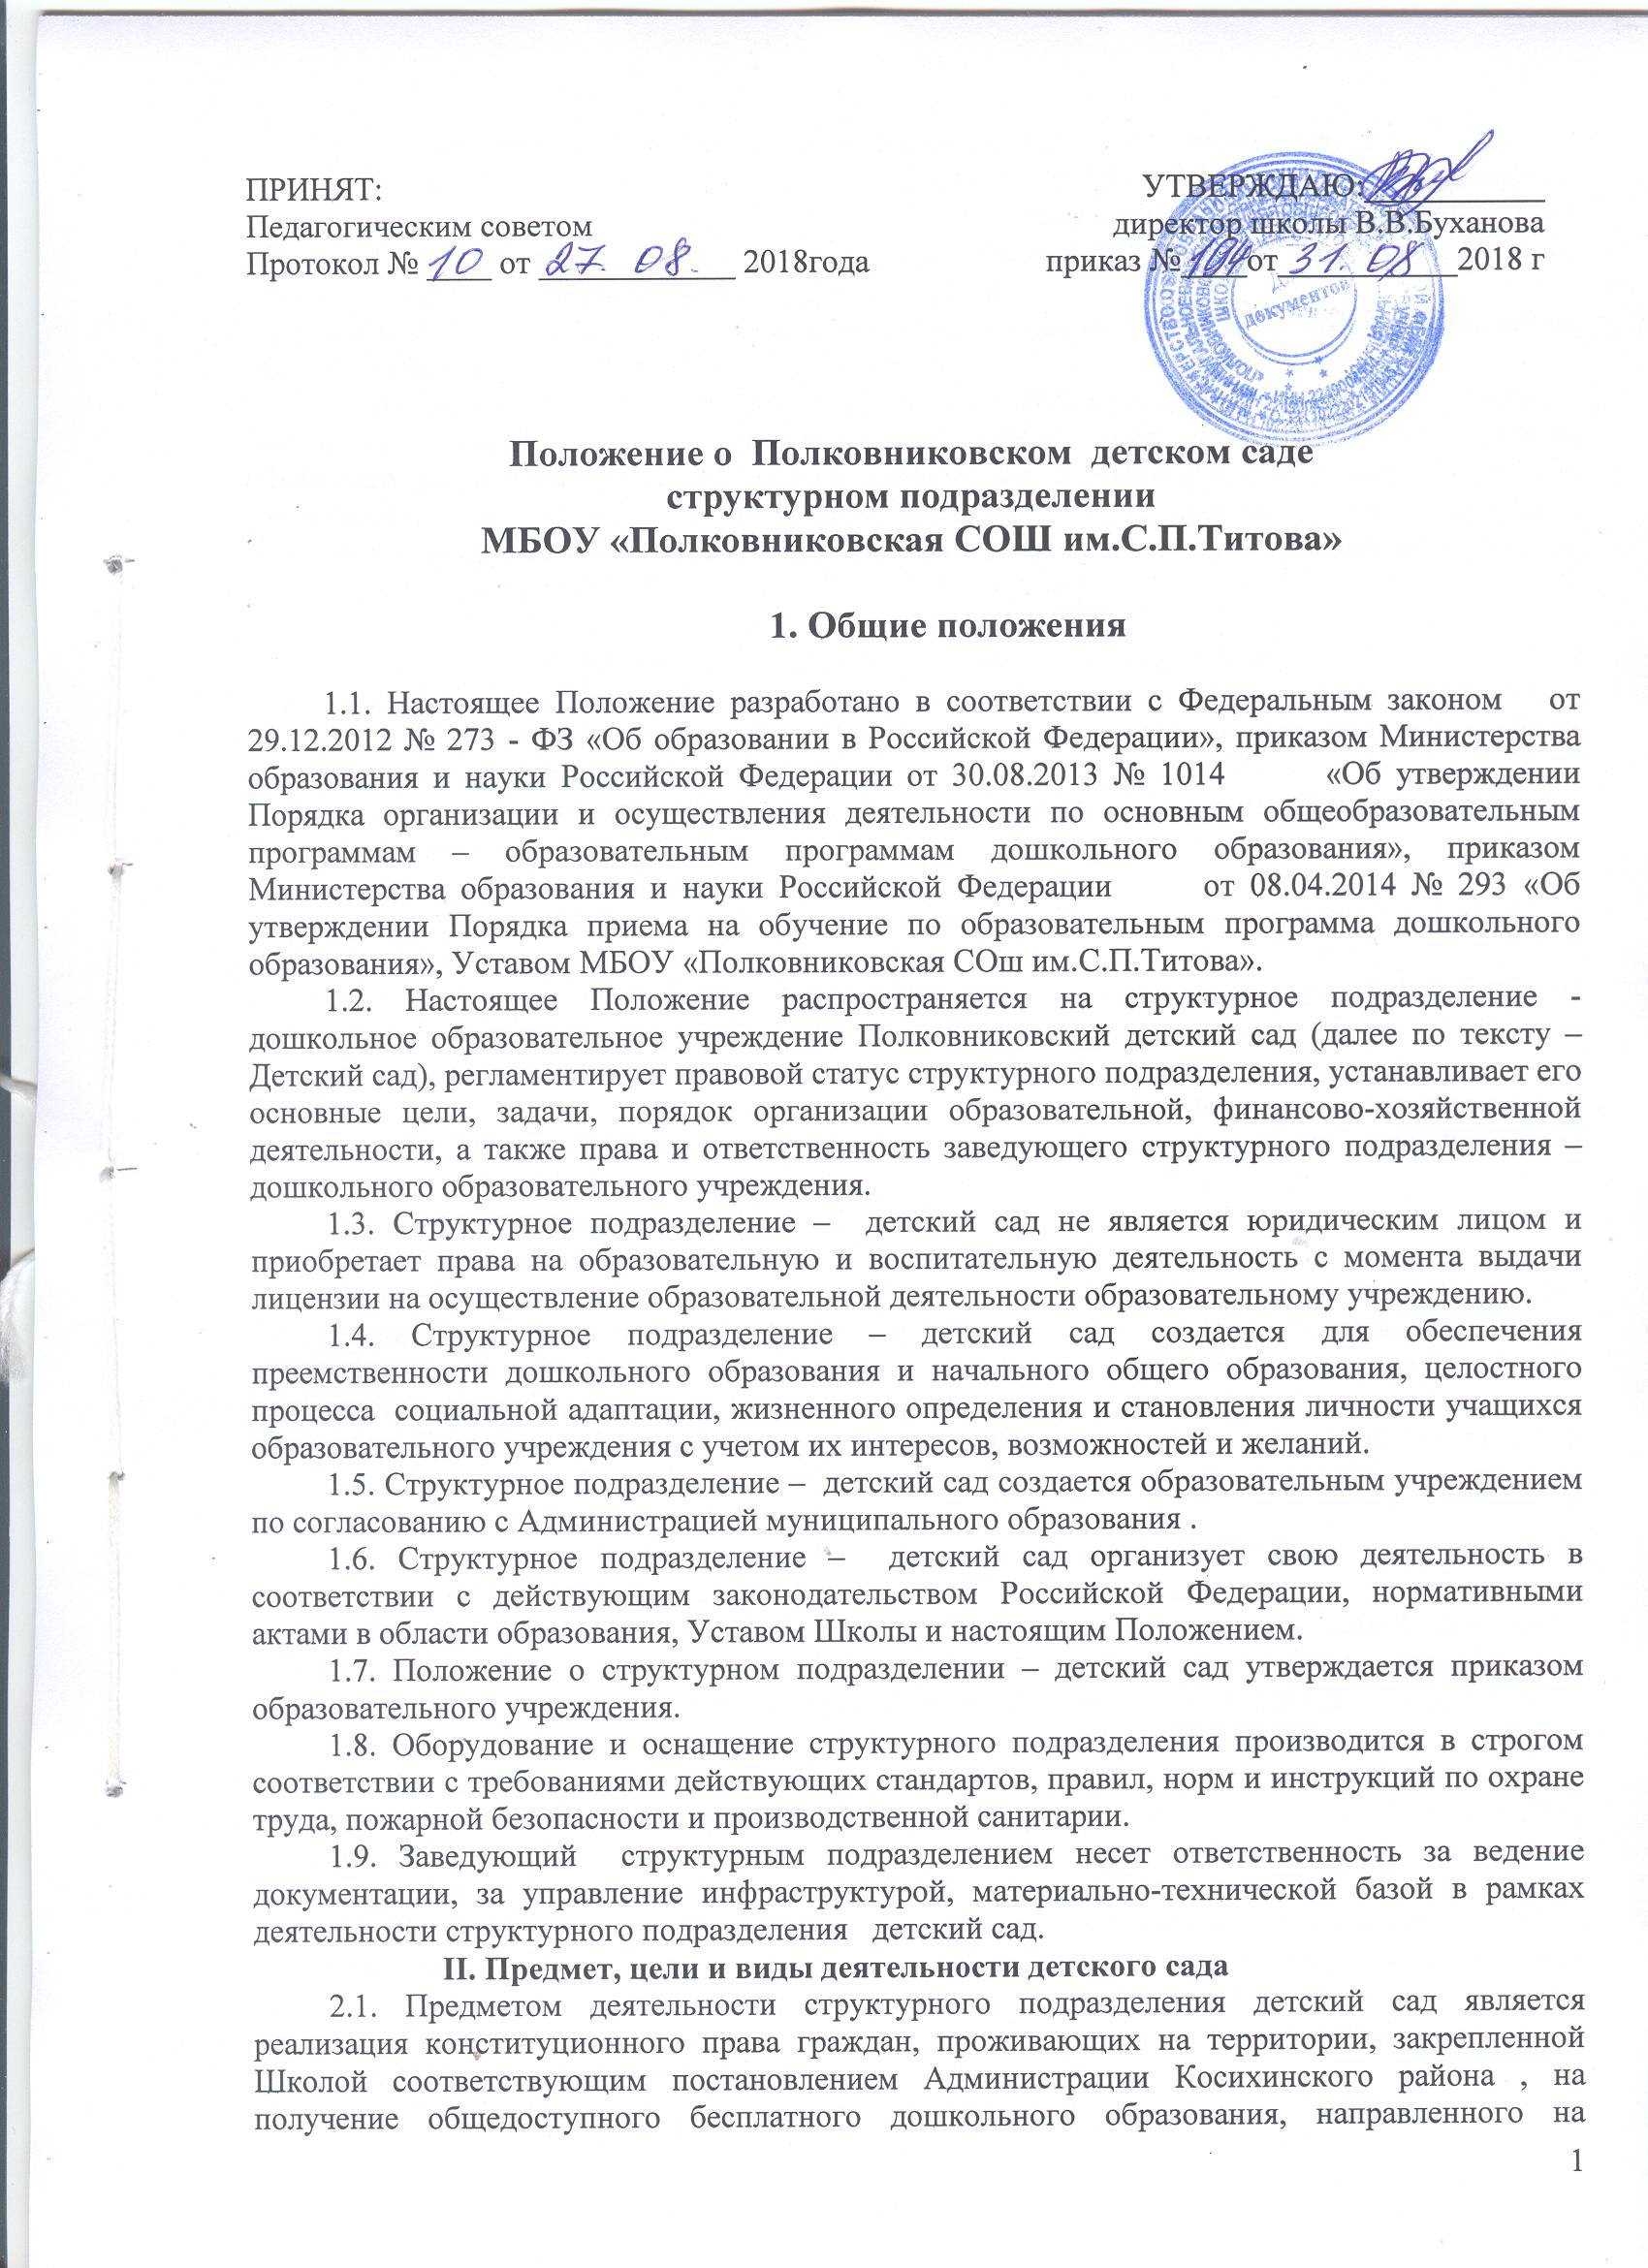 ПРИНЯТ:
Педагогическим советом
Протокол № 10 от 27. 08. 2018года
УТВЕРЖДАЮ:
директор школы В.В.Буханова
приказ № 104 от 31. 08 2018 г
документов
Положение о Полковниковском детском саде
структурном подразделении
МБОУ «Полковниковская СОШ им.С.П.Титова»
1. Общие положения
1.1. Настоящее Положение разработано в соответствии с Федеральным законом от
29.12.2012 № 273 - ФЗ «Об образовании в Российской Федерации», приказом Министерства
образования и науки Российской Федерации от 30.08.2013 № 1014 «Об утверждении
Порядка организации и осуществления деятельности по основным общеобразовательным
программам – образовательным программам дошкольного образования», приказом
Министерства образования и науки Российской Федерации от 08.04.2014 № 293 «Об
утверждении Порядка приема на обучение по образовательным программа дошкольного
образования», Уставом МБОУ «Полковниковская СОш им.С.П.Титова».
1.2. Настоящее Положение распространяется на структурное подразделение -
дошкольное образовательное учреждение Полковниковский детский сад (далее по тексту –
Детский сад), регламентирует правовой статус структурного подразделения, устанавливает его
основные цели, задачи, порядок организации образовательной, финансово-хозяйственной
деятельности, а также права и ответственность заведующего структурного подразделения –
дошкольного образовательного учреждения.
1.3. Структурное подразделение – детский сад не является юридическим лицом и
приобретает права на образовательную и воспитательную деятельность с момента выдачи
лицензии на осуществление образовательной деятельности образовательному учреждению.
1.4. Структурное подразделение – детский сад создается для обеспечения
преемственности дошкольного образования и начального общего образования, целостного
процесса социальной адаптации, жизненного определения и становления личности учащихся
образовательного учреждения с учетом их интересов, возможностей и желаний.
1.5. Структурное подразделение – детский сад создается образовательным учреждением
по согласованию с Администрацией муниципального образования .
1.6. Структурное подразделение – детский сад организует свою деятельность в
соответствии с действующим законодательством Российской Федерации, нормативными
актами в области образования, Уставом Школы и настоящим Положением.
1.7. Положение о структурном подразделении – детский сад утверждается приказом
образовательного учреждения.
1.8. Оборудование и оснащение структурного подразделения производится в строгом
соответствии с требованиями действующих стандартов, правил, норм и инструкций по охране
труда, пожарной безопасности и производственной санитарии.
1.9. Заведующий структурным подразделением несет ответственность за ведение
документации, за управление инфраструктурой, материально-технической базой в рамках
деятельности структурного подразделения детский сад.
II. Предмет, цели и виды деятельности детского сада
2.1. Предметом деятельности структурного подразделения детский сад является
реализация конституционного права граждан, проживающих на территории, закрепленной
Школой соответствующим постановлением Администрации Косихинского района , на
получение общедоступного бесплатного дошкольного образования, направленного на
1